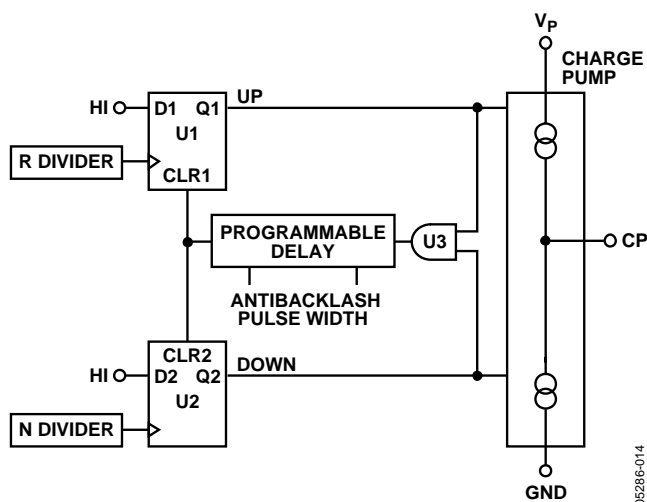 VP
CHARGE
PUMP
UP
HI
D1
Q1
U1
R DIVIDER
CLR1
PROGRAMMABLE
DELAY
U3
CP
ANTIBACKLASH
PULSE WIDTH
CLR2
DOWN
HI
D2
Q2
U2
N DIVIDER
GND
05286-014